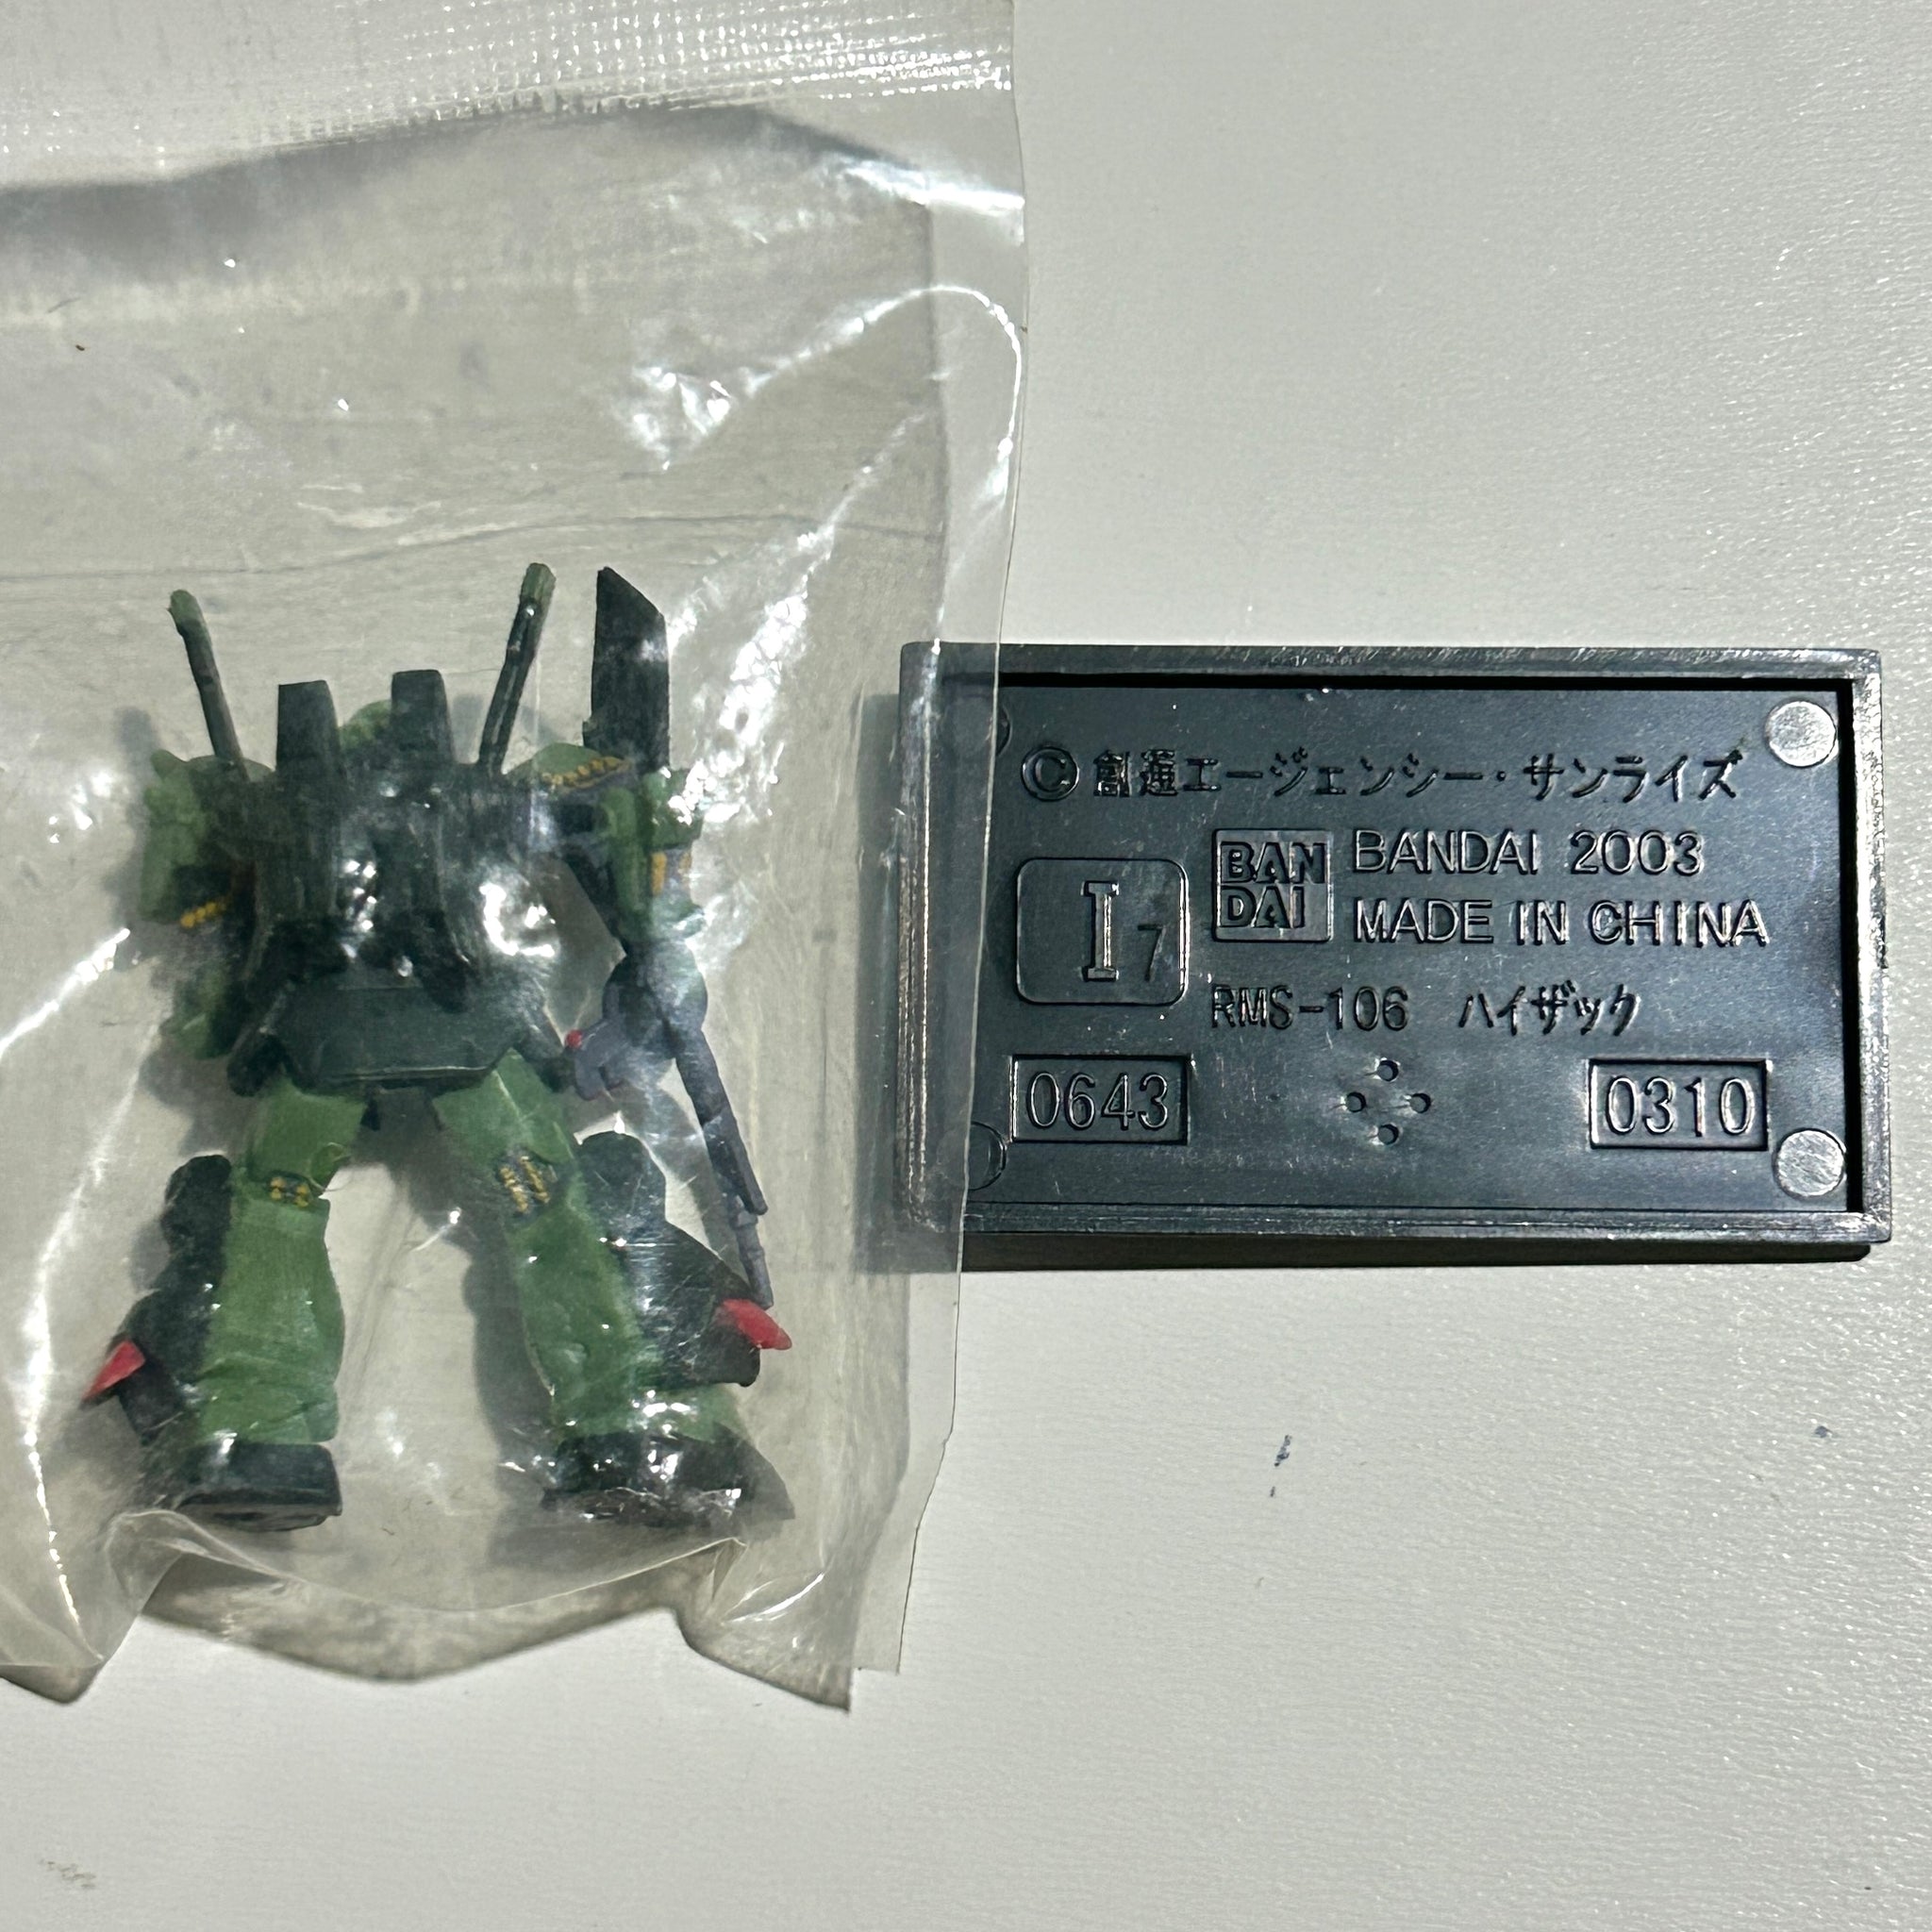 © 創通エージェンシー・サンライズ
BAN
DAI
BANDAI 2003
MADE IN CHINA
I 7
RMS-106 ハイザック
0643
0310